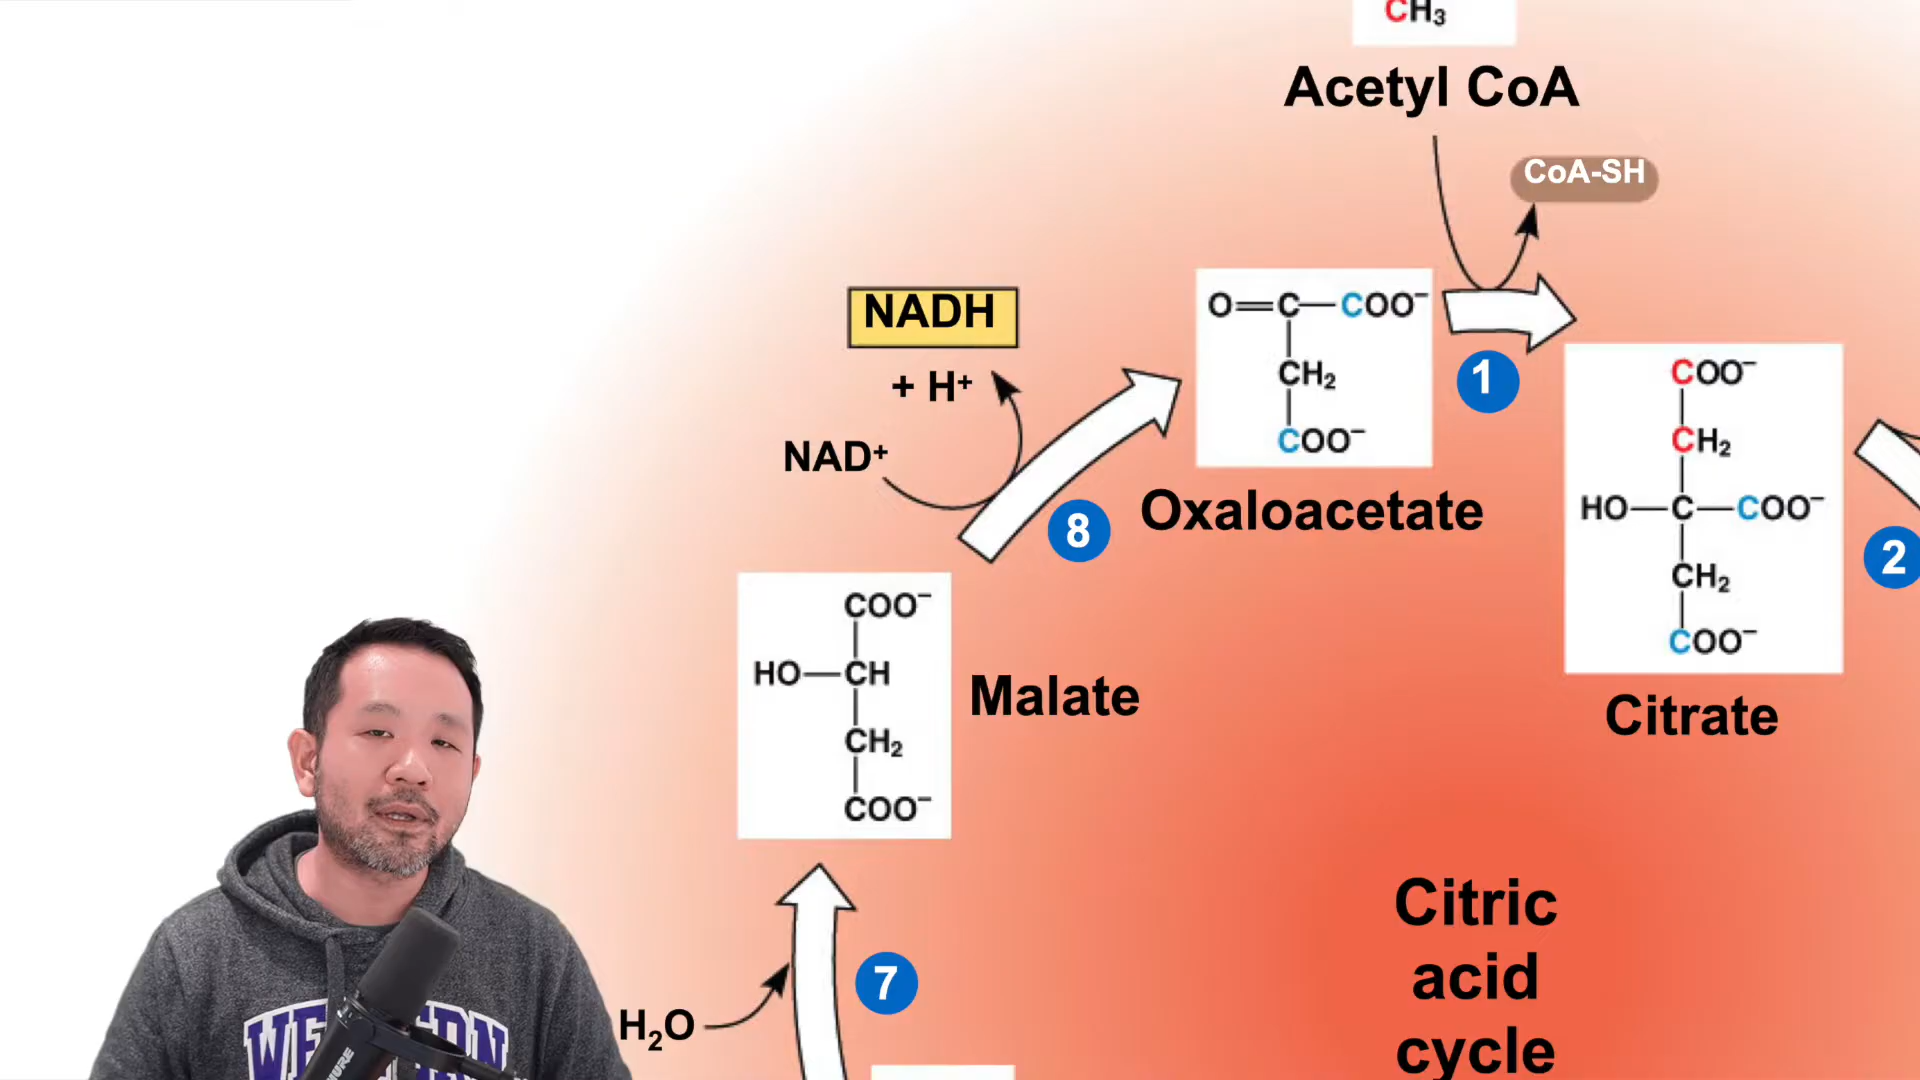 CH₃
Acetyl CoA
CoA-SH
NADH
+ H⁺
NAD⁺
O=C—COO⁻
CH₂
COO⁻
Oxaloacetate
1
COO⁻
CH₂
HO—C—COO⁻
CH₂
COO⁻
Citrate
2
8
COO⁻
HO—CH
CH₂
COO⁻
Malate
7
H₂O
Citric
acid
cycle